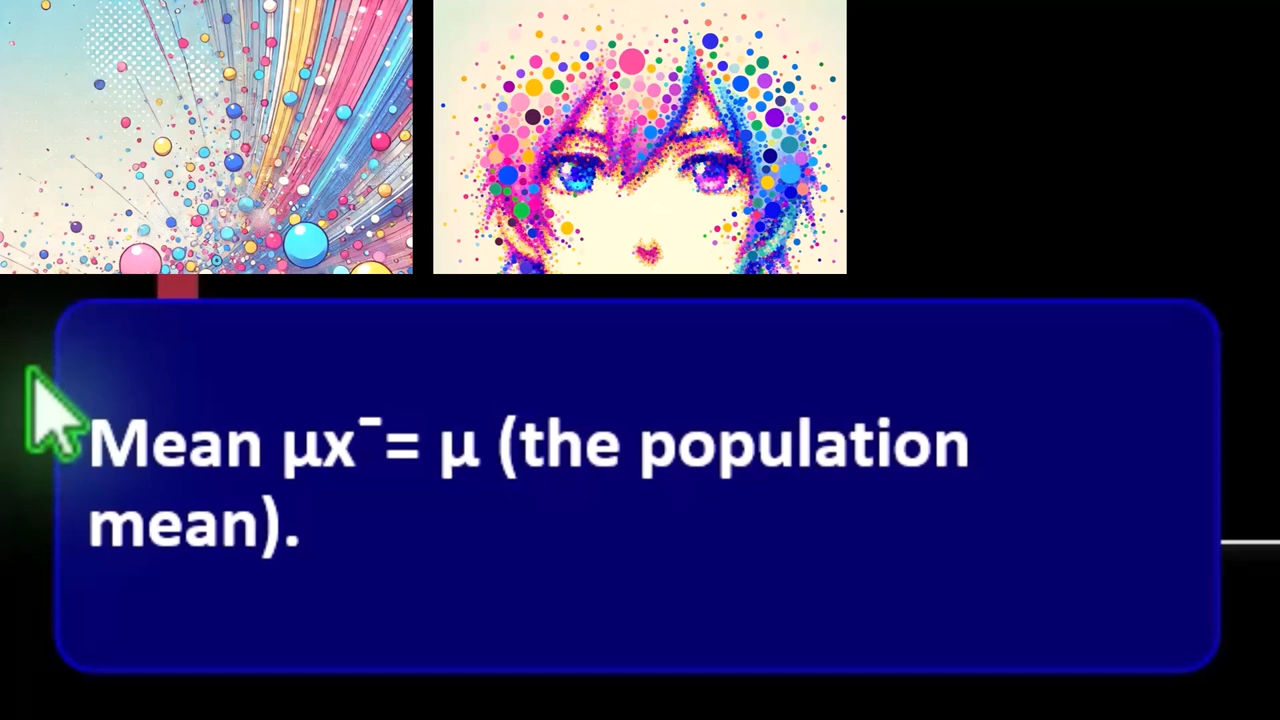 Mean μx¯= μ (the population
mean).